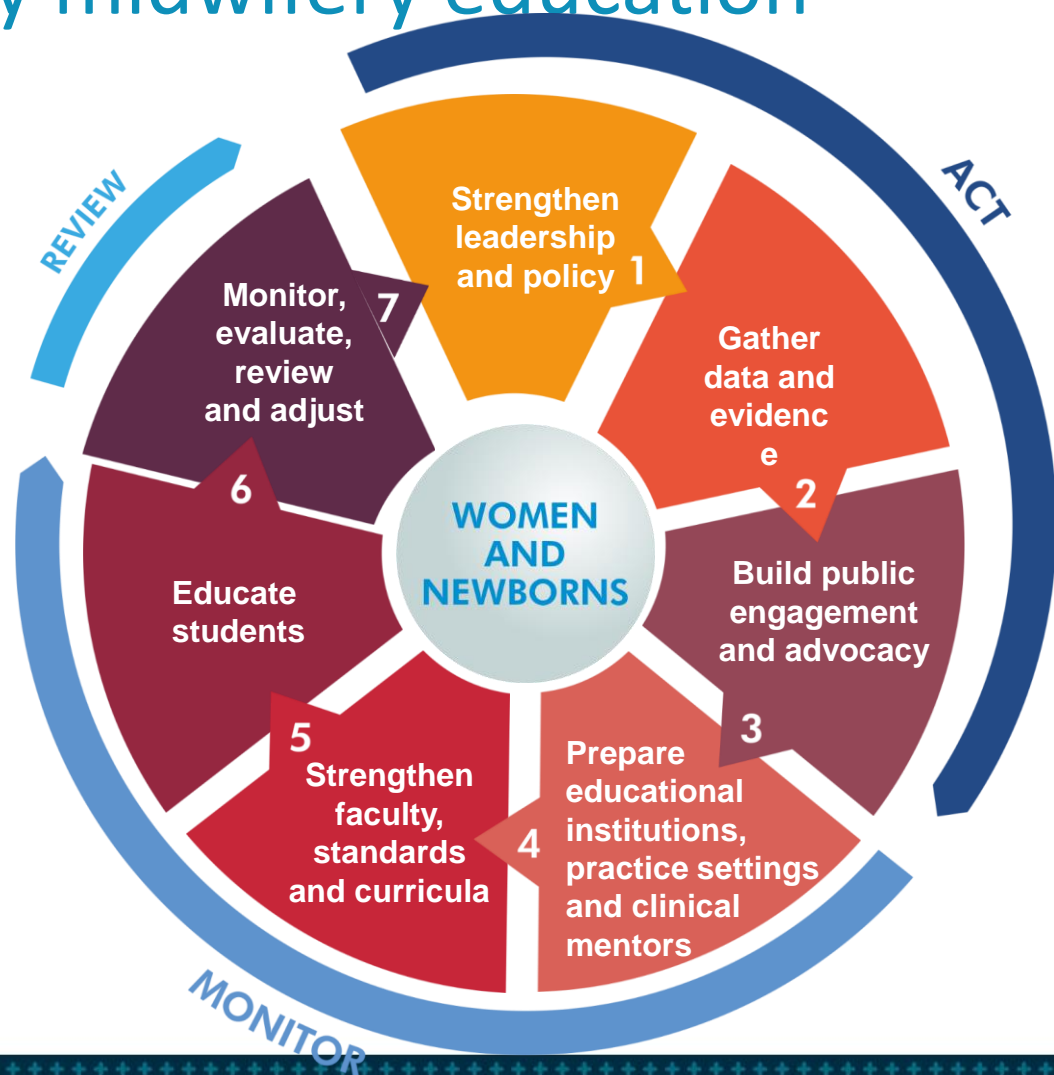 y midwifery education
ACT
REVIEW
Strengthen
leadership
and policy 1
Gather
data and
evidenc
e
2
Build public
engagement
and advocacy
3
Prepare
educational
institutions,
practice settings
and clinical
mentors
4
Strengthen
faculty,
standards
and curricula
5
Educate
students
6
Monitor,
evaluate,
review
and adjust
7
WOMEN
AND
NEWBORNS
MONITOR